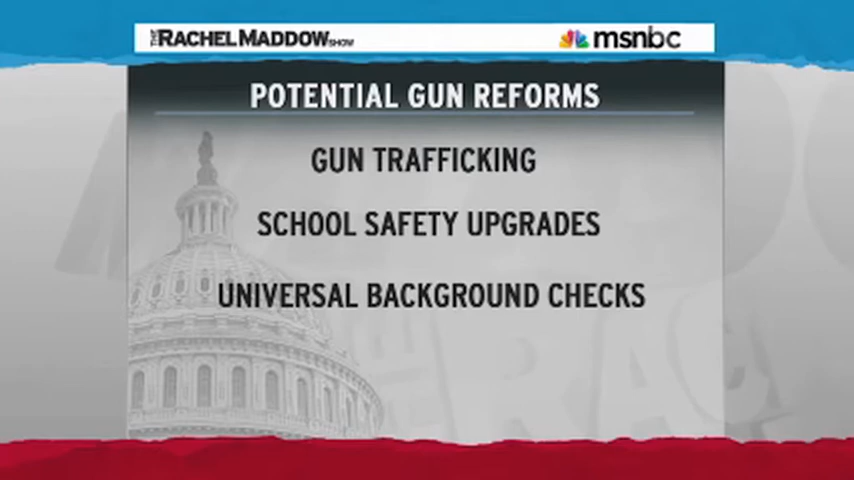 THE RACHEL MADDOW SHOW msnbc
POTENTIAL GUN REFORMS
GUN TRAFFICKING
SCHOOL SAFETY UPGRADES
UNIVERSAL BACKGROUND CHECKS